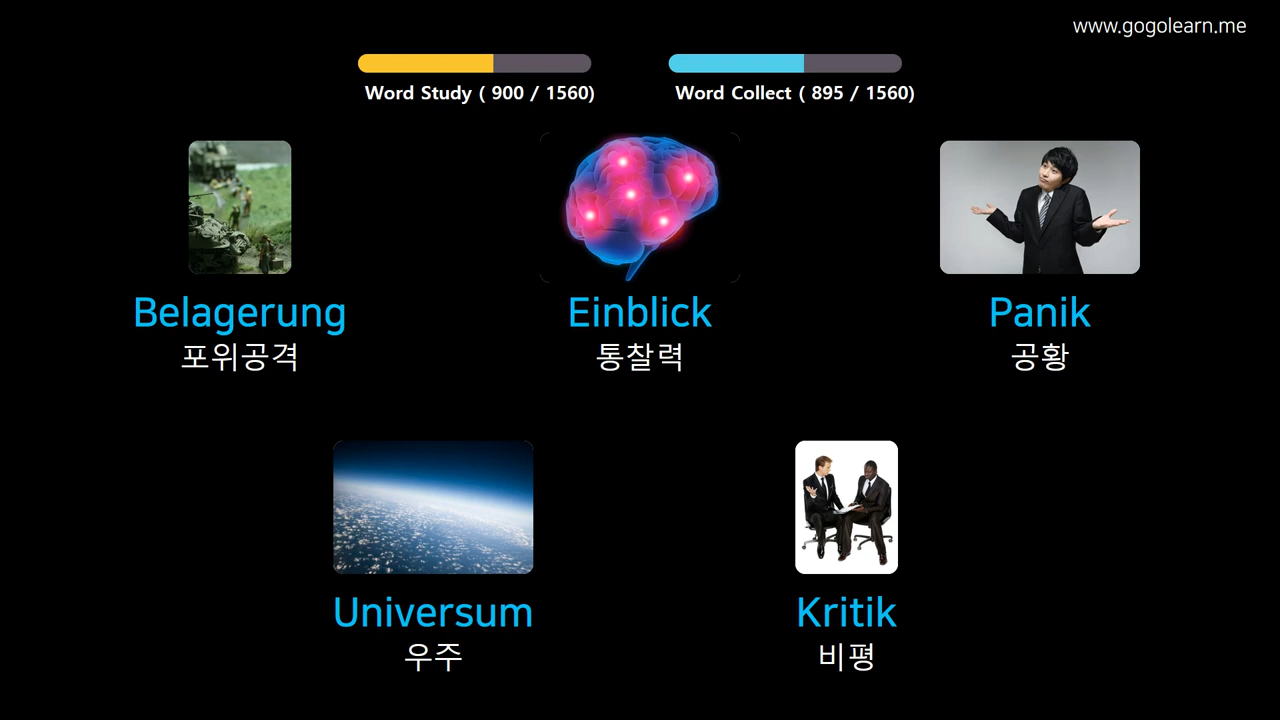 www.gogolearn.me
Word Study ( 900 / 1560)
Word Collect ( 895 / 1560)
Belagerung
포위공격
Einblick
통찰력
Panik
공황
Universum
우주
Kritik
비평